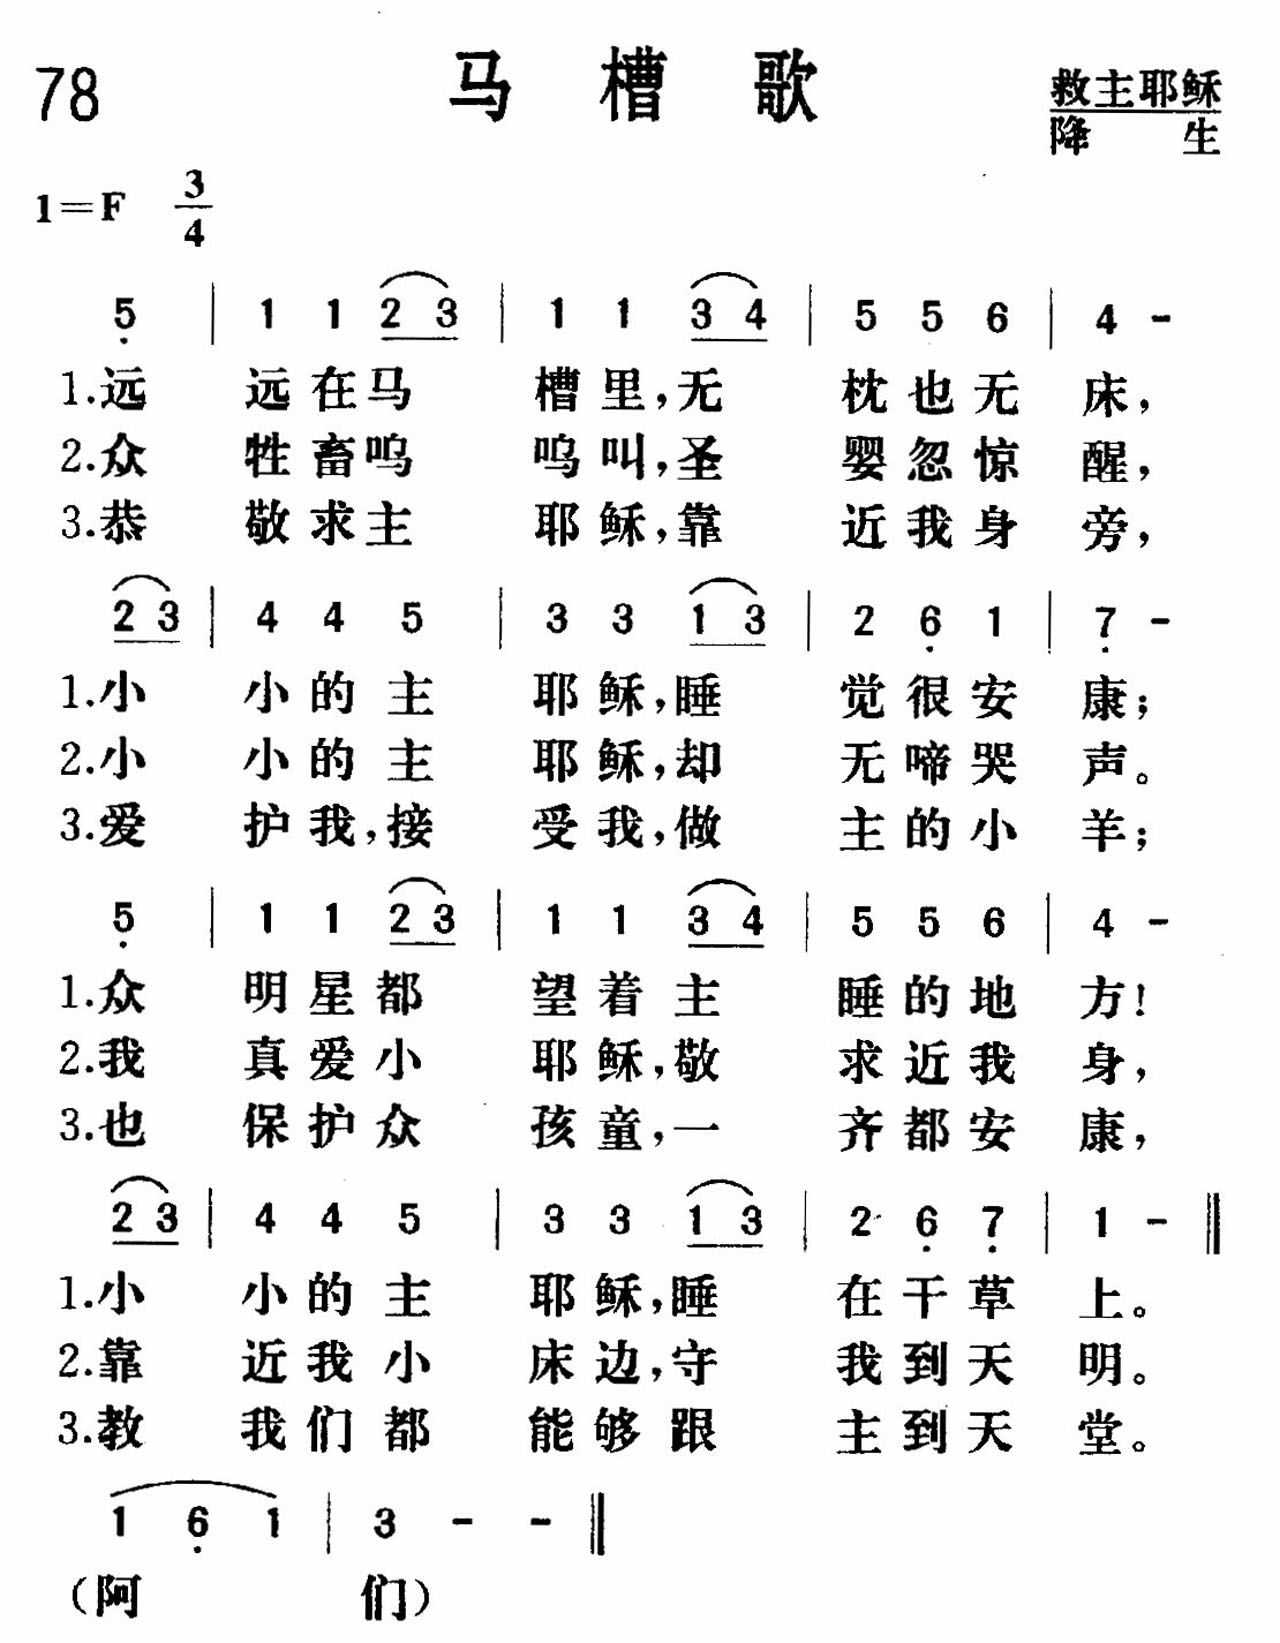 78 马槽歌 救主耶稣
降生
1=F 3/4
5 | 1 1 2 3 | 1 1 3 4 | 5 5 6 | 4 -
1.远 远在马 槽里,无 枕也无 床,
2.众 牲畜呜 呜叫,圣 婴忽惊 醒,
3.恭 敬求主 耶稣,靠 近我身 旁,
2 3 | 4 4 5 | 3 3 1 3 | 2 6 1 | 7 -
1.小 小的主 耶稣,睡 觉很安 康;
2.小 小的主 耶稣,却 无啼哭 声。
3.爱 护我,接 受我,做 主的小 羊;
5 | 1 1 2 3 | 1 1 3 4 | 5 5 6 | 4 -
1.众 明星都 望着主 睡的地 方!
2.我 真爱小 耶稣,敬 求近我 身,
3.也 保护众 孩童,一 齐都安 康,
2 3 | 4 4 5 | 3 3 1 3 | 2 6 7 | 1 - ‖
1.小 小的主 耶稣,睡 在干草 上。
2.靠 近我小 床边,守 我到天 明。
3.教 我们都 能够跟 主到天 堂。
1 6 1 | 3 - - ‖
(阿 们)